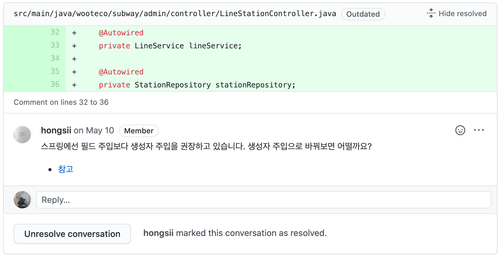 src/main/java/wooteco/subway/admin/controller/LineStationController.java Outdated Hide resolved
32 + @Autowired
33 + private LineService lineService;
34 +
35 + @Autowired
36 + private StationRepository stationRepository;
Comment on lines 32 to 36
hongsii on May 10 Member
스프링에선 필드 주입보다 생성자 주입을 권장하고 있습니다. 생성자 주입으로 바꿔보면 어떨까요?
• 참고
Reply...
Unresolve conversation hongsii marked this conversation as resolved.